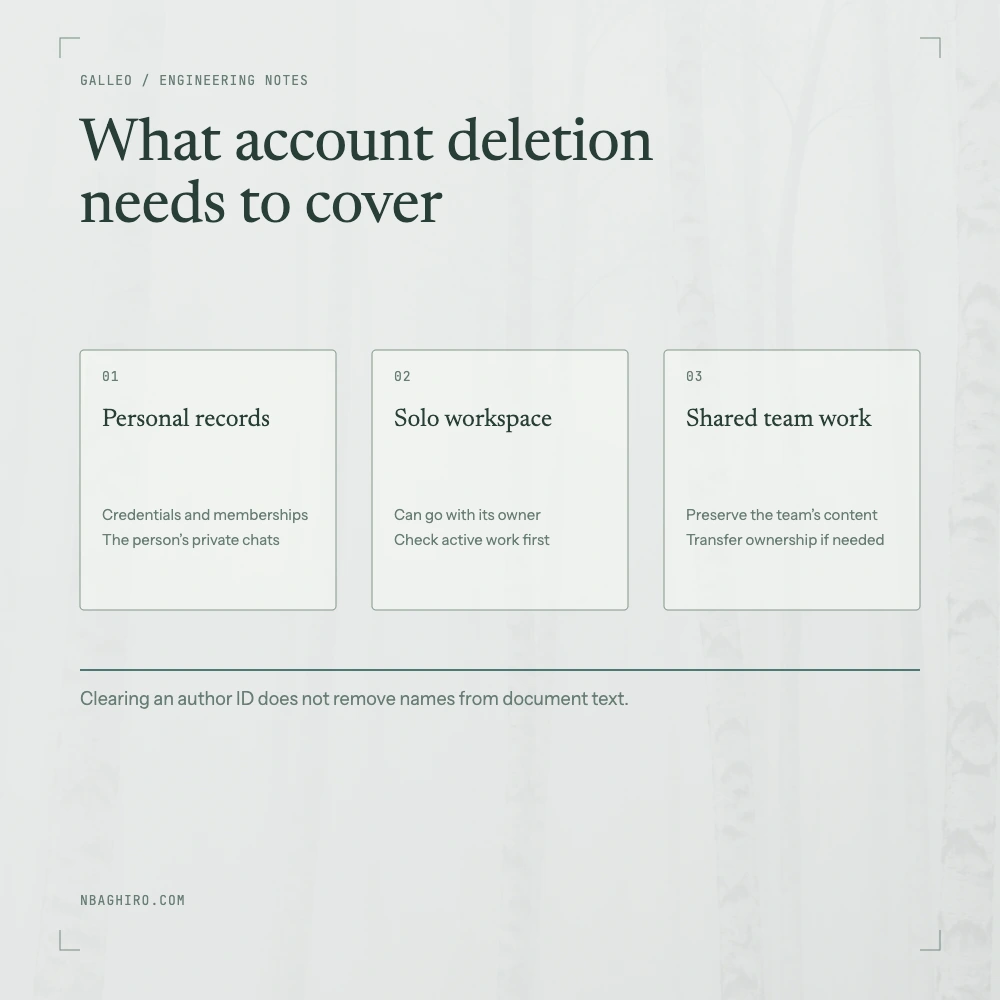 GALLEO / ENGINEERING NOTES
What account deletion
needs to cover
01
Personal records
Credentials and memberships
The person's private chats
02
Solo workspace
Can go with its owner
Check active work first
03
Shared team work
Preserve the team's content
Transfer ownership if needed
Clearing an author ID does not remove names from document text.
NBAGHIRO.COM